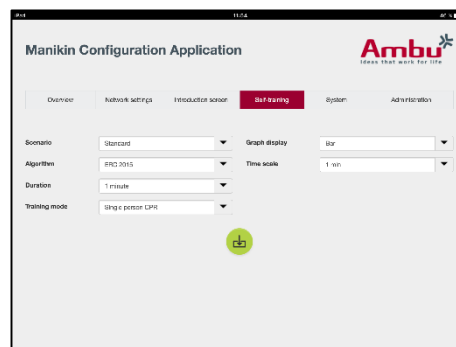 iPad 11:04
Manikin Configuration Application
Ambu
Ideas that work for life
Overview Network settings Introduction screen Self-training System Administration
Scenario Standard Graph display Bar
Algorithm ERC 2015 Time scale 1 min
Duration 1 minute
Training mode Single person CPR